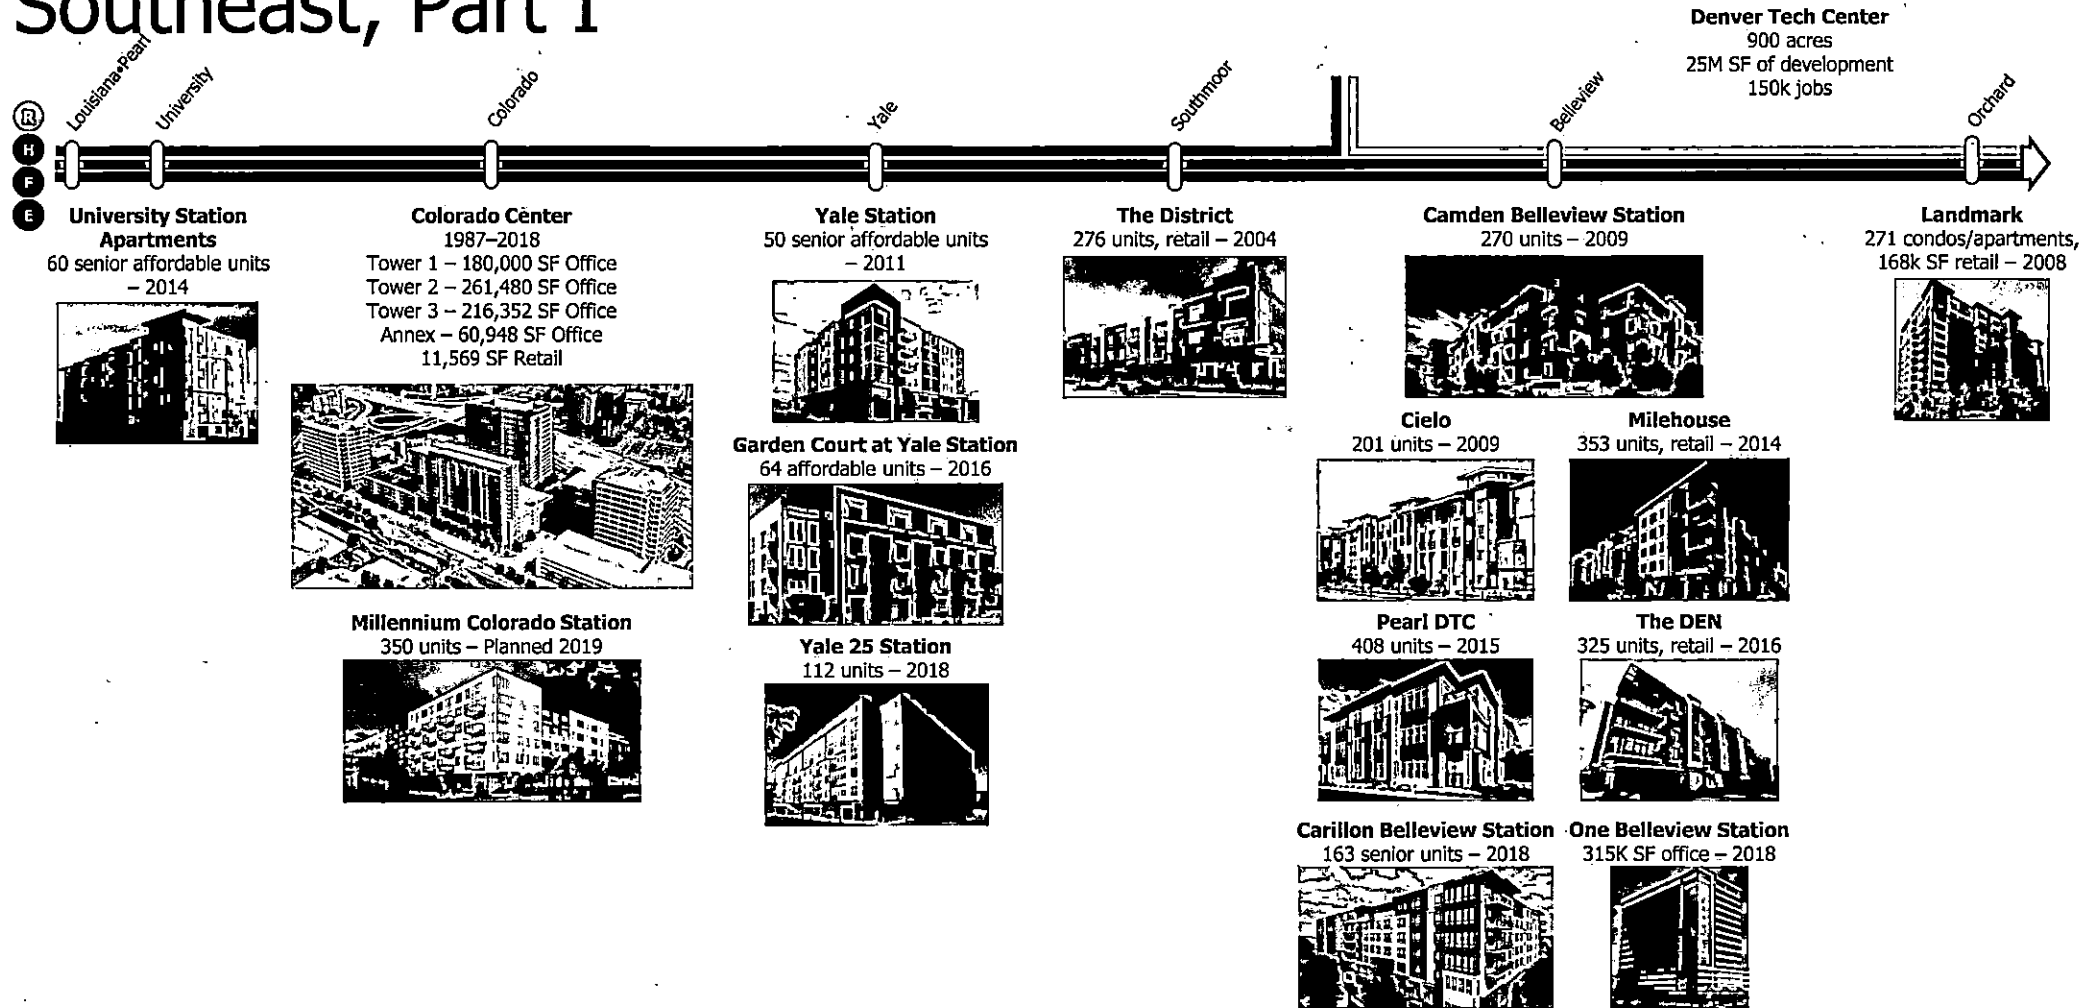 Southeast, Part 1
Denver Tech Center
900 acres
25M SF of development
150k jobs
Louisiana•Pearl
University
Colorado
Yale
Southmoor
Belleview
Orchard
R
H
F
E
University Station
Apartments
60 senior affordable units
– 2014
Colorado Center
1987–2018
Tower 1 – 180,000 SF Office
Tower 2 – 261,480 SF Office
Tower 3 – 216,352 SF Office
Annex – 60,948 SF Office
11,569 SF Retail
Millennium Colorado Station
350 units – Planned 2019
Yale Station
50 senior affordable units
– 2011
Garden Court at Yale Station
64 affordable units – 2016
Yale 25 Station
112 units – 2018
The District
276 units, retail – 2004
Camden Belleview Station
270 units – 2009
Cielo
201 units – 2009
Milehouse
353 units, retail – 2014
Pearl DTC
408 units – 2015
The DEN
325 units, retail – 2016
Carillon Belleview Station
163 senior units – 2018
One Belleview Station
315K SF office – 2018
Landmark
271 condos/apartments,
168k SF retail – 2008